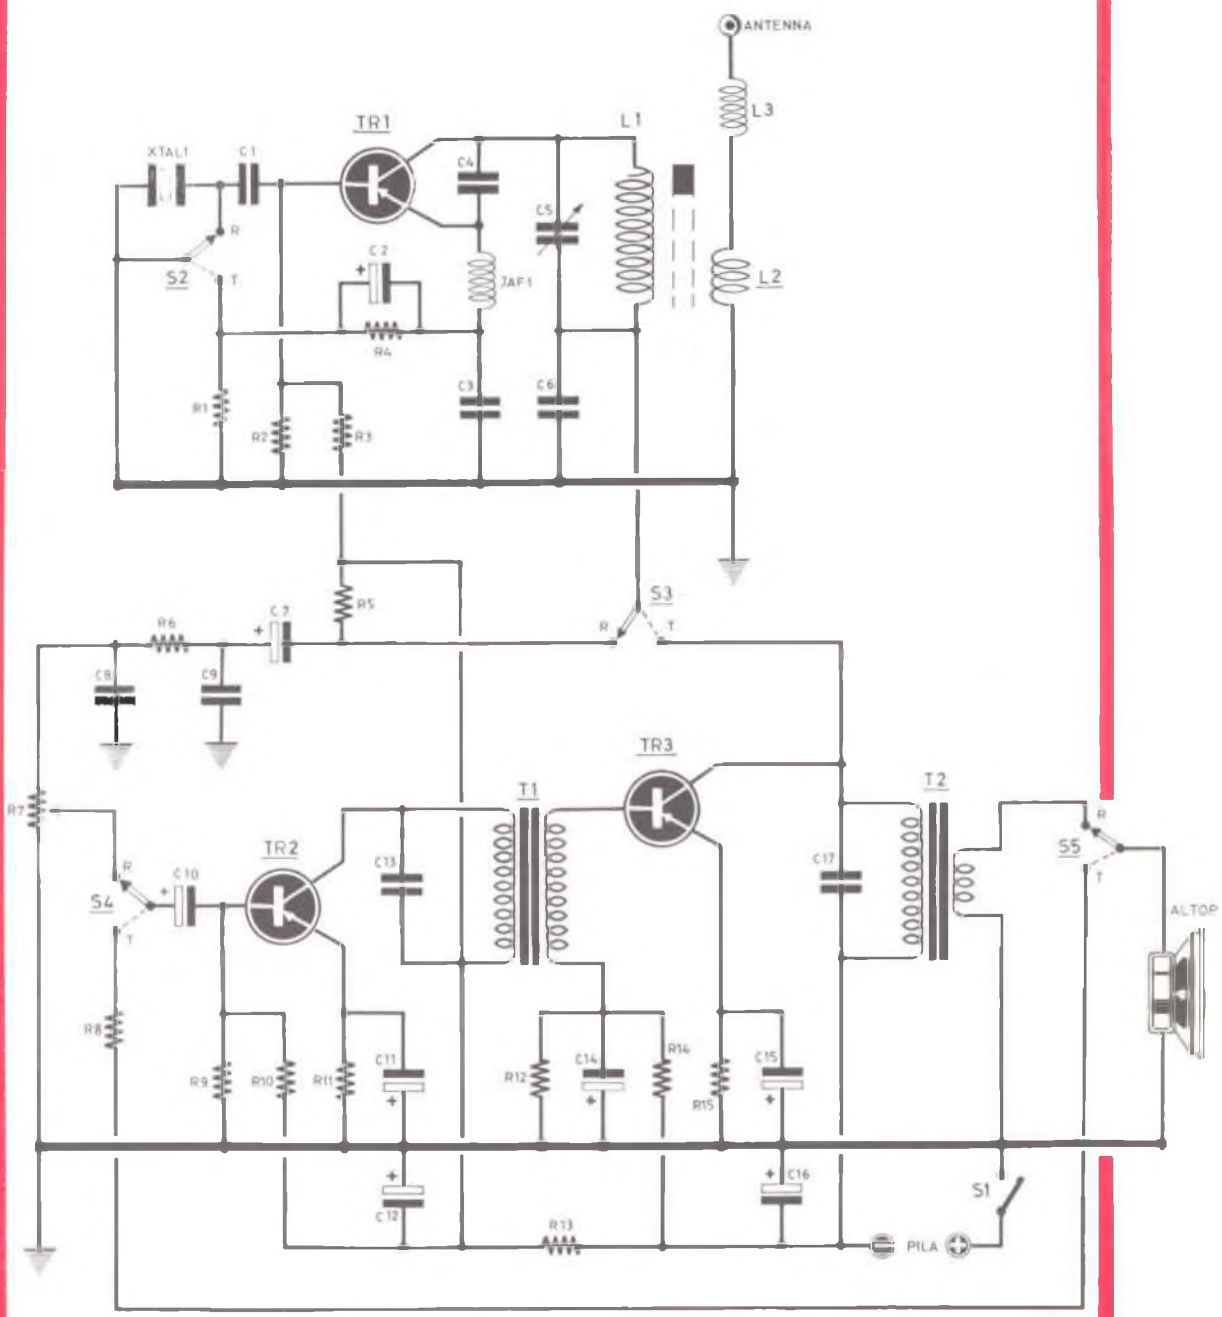 ANTENNA
L3
L1
TR1
XTAL1
C1
C4
C5
R
+
C2
S2
T
JAF1
L2
R4
R1
R2
R3
C3
C6
R5
S3
R
T
R6
+
C7
C8
C9
TR3
T1
T2
R7
TR2
R
S4
T
+
C10
C13
C17
R
S5
T
ALTOP.
R8
R9
R10
R11
C11
+
R12
C14
+
R14
R15
C15
+
+
C12
+
C16
S1
R13
PILA